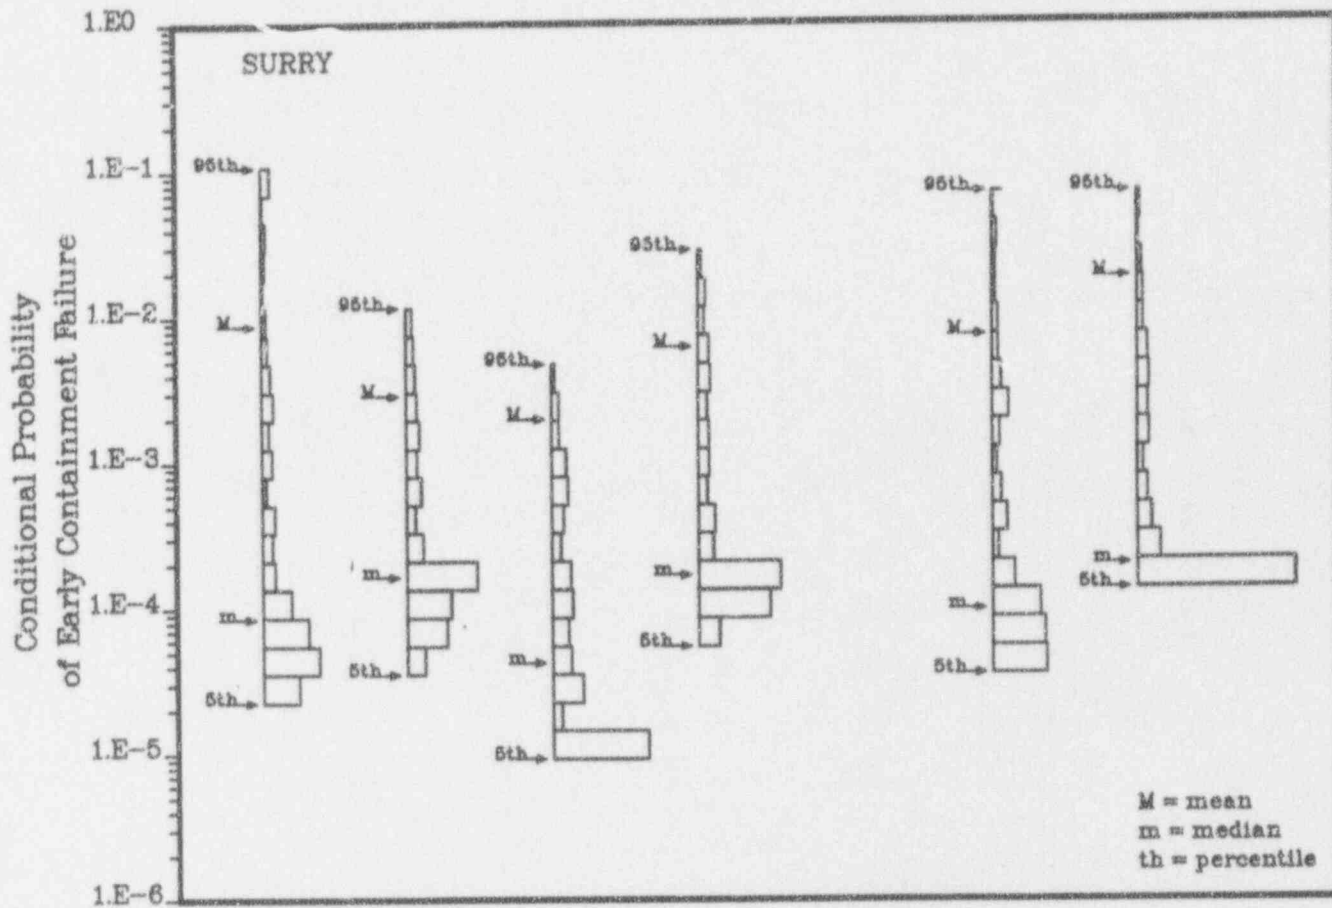 1.E0
SURRY
1.E-1
1.E-2
1.E-3
1.E-4
1.E-5
1.E-6
Conditional Probability
of Early Containment Failure
95th
M
m
5th
95th
M
m
5th
95th
M
m
5th
95th
M
m
5th
95th
M
m
5th
95th
M
m
5th
M = mean
m = median
th = percentile